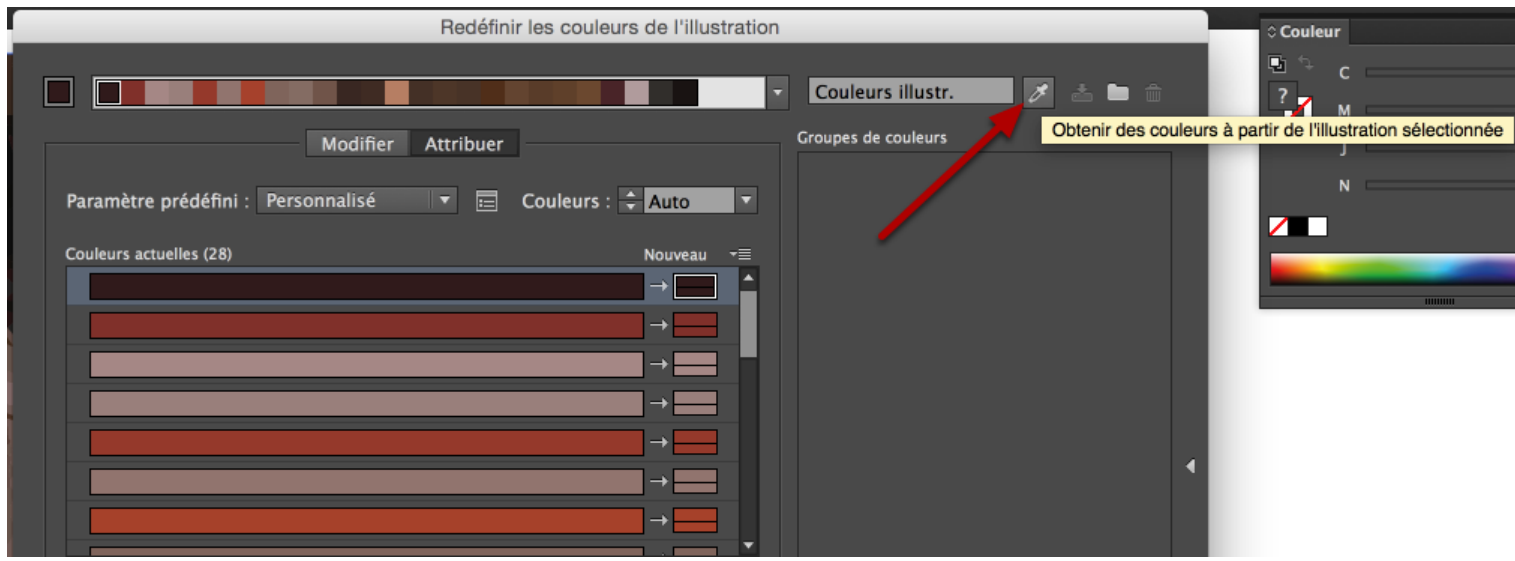 Redéfinir les couleurs de l'illustration
Couleur
C
Couleurs illustr.
?
M
Obtenir des couleurs à partir de l'illustration sélectionnée
Modifier
Attribuer
Groupes de couleurs
J
Paramètre prédéfini : Personnalisé
Couleurs : Auto
N
Couleurs actuelles (28)
Nouveau